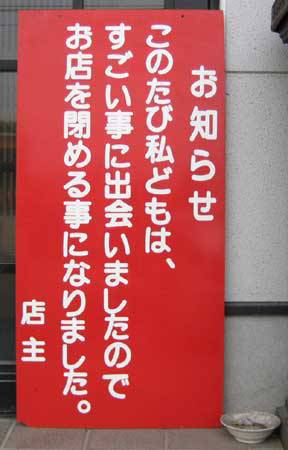 お知らせ
このたび私どもは、
すごい事に出会いましたので
お店を閉める事になりました。
店主